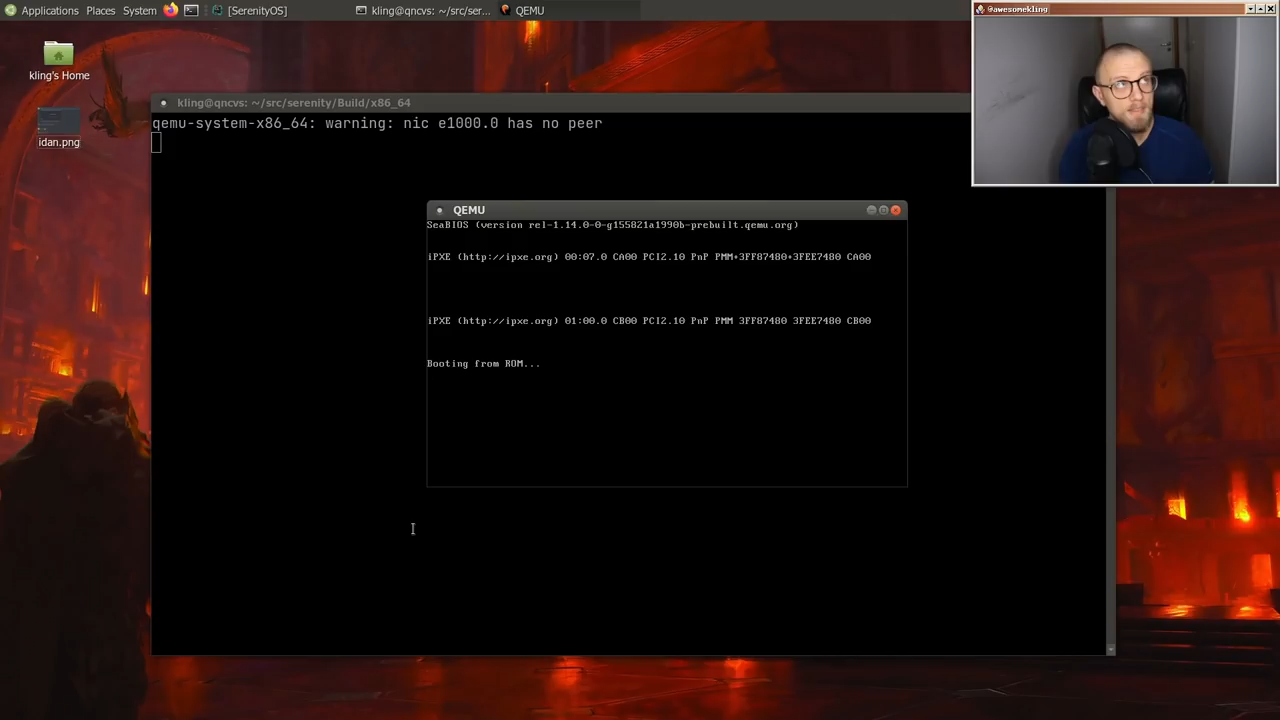 Applications Places System [SerenityOS] kling@qncvs: ~/src/ser... QEMU
@awesomekling
kling's Home
idan.png
kling@qncvs: ~/src/serenity/Build/x86_64
qemu-system-x86_64: warning: nic e1000.0 has no peer
QEMU
SeaBIOS (version rel-1.14.0-0-g155821a1990b-prebuilt.qemu.org)
iPXE (http://ipxe.org) 00:07.0 CA00 PCI2.10 PnP PMM+3FF87480+3FEE7480 CA00
iPXE (http://ipxe.org) 01:00.0 CB00 PCI2.10 PnP PMM 3FF87480 3FEE7480 CB00
Booting from ROM...